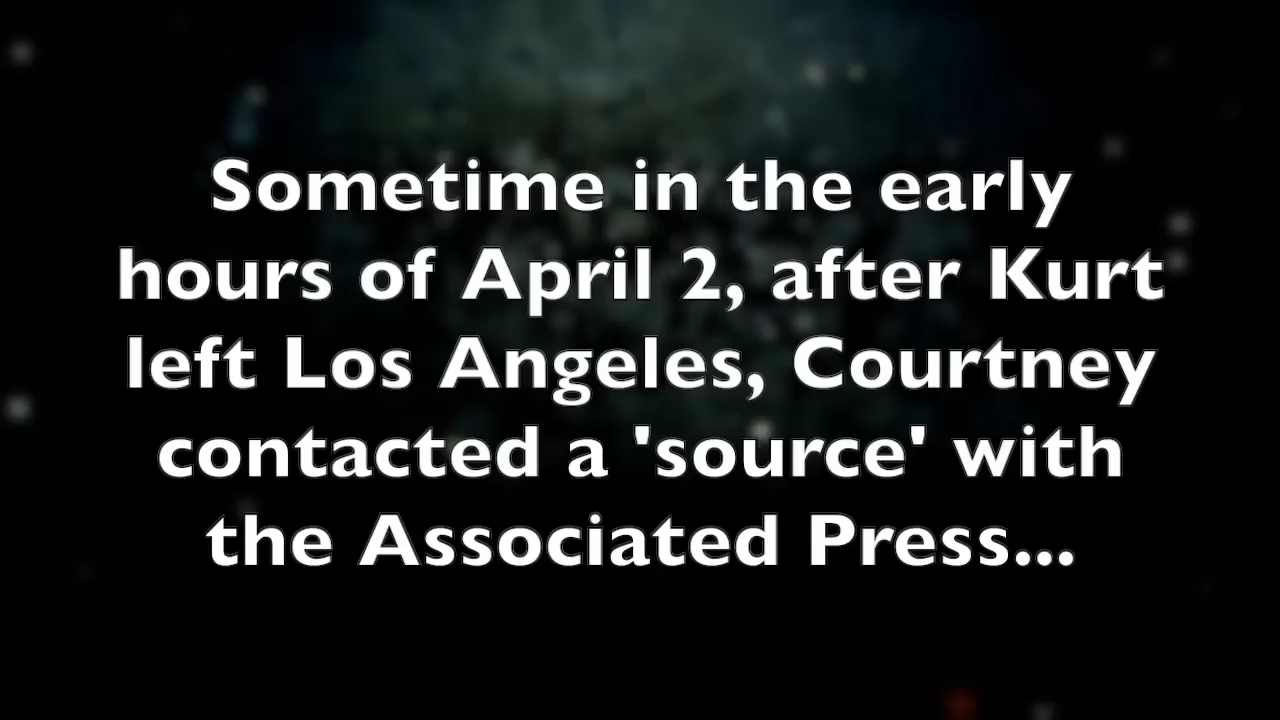 Sometime in the early
hours of April 2, after Kurt
left Los Angeles, Courtney
contacted a 'source' with
the Associated Press...